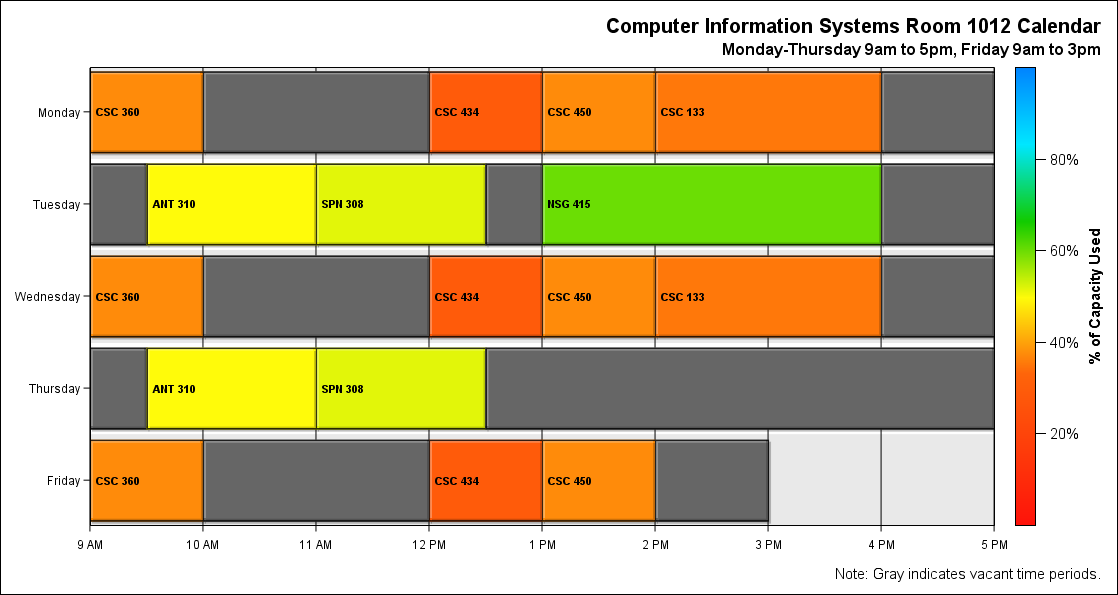 Computer Information Systems Room 1012 Calendar
Monday-Thursday 9am to 5pm, Friday 9am to 3pm
Monday
CSC 360
CSC 434
CSC 450
CSC 133
Tuesday
ANT 310
SPN 308
NSG 415
Wednesday
CSC 360
CSC 434
CSC 450
CSC 133
Thursday
ANT 310
SPN 308
Friday
CSC 360
CSC 434
CSC 450
9 AM
10 AM
11 AM
12 PM
1 PM
2 PM
3 PM
4 PM
5 PM
80%
60%
40%
20%
% of Capacity Used
Note: Gray indicates vacant time periods.